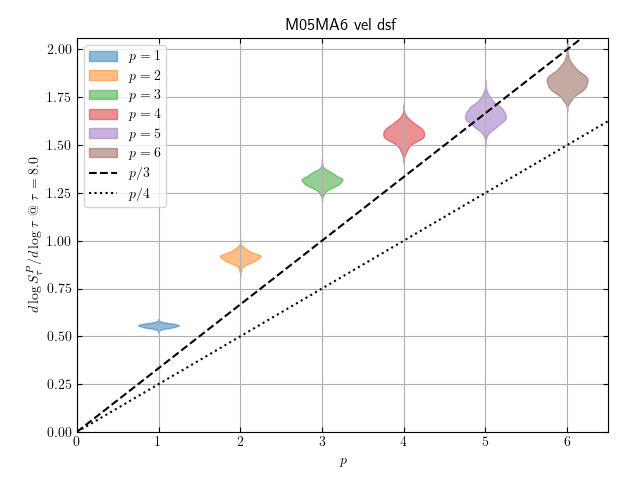 M05MA6 vel dsf
d log S_τ^P / d log τ @ τ = 8.0
2.00
1.75
1.50
1.25
1.00
0.75
0.50
0.25
0.00
p = 1
p = 2
p = 3
p = 4
p = 5
p = 6
p/3
p/4
0 1 2 3 4 5 6
p